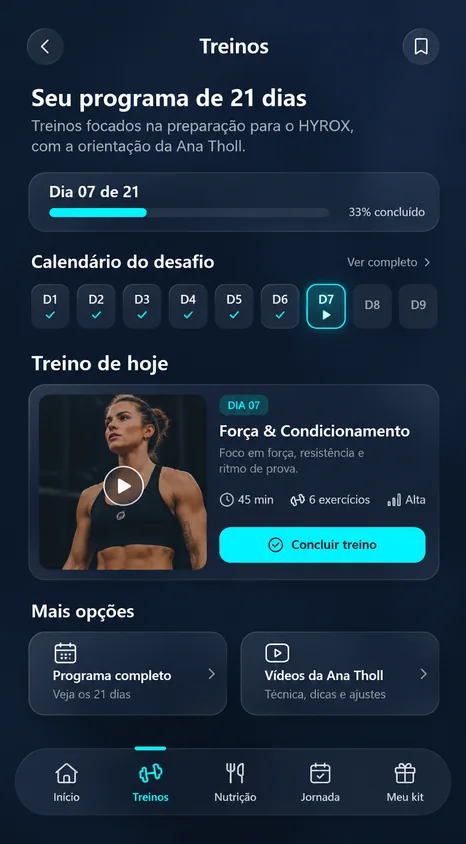 Treinos
Seu programa de 21 dias
Treinos focados na preparação para o HYROX,
com a orientação da Ana Tholl.
Dia 07 de 21
33% concluído
Calendário do desafio
Ver completo
D1
D2
D3
D4
D5
D6
D7
D8
D9
Treino de hoje
DIA 07
Força & Condicionamento
Foco em força, resistência e
ritmo de prova.
45 min
6 exercícios
Alta
Concluir treino
Mais opções
Programa completo
Veja os 21 dias
Vídeos da Ana Tholl
Técnica, dicas e ajustes
Início
Treinos
Nutrição
Jornada
Meu kit